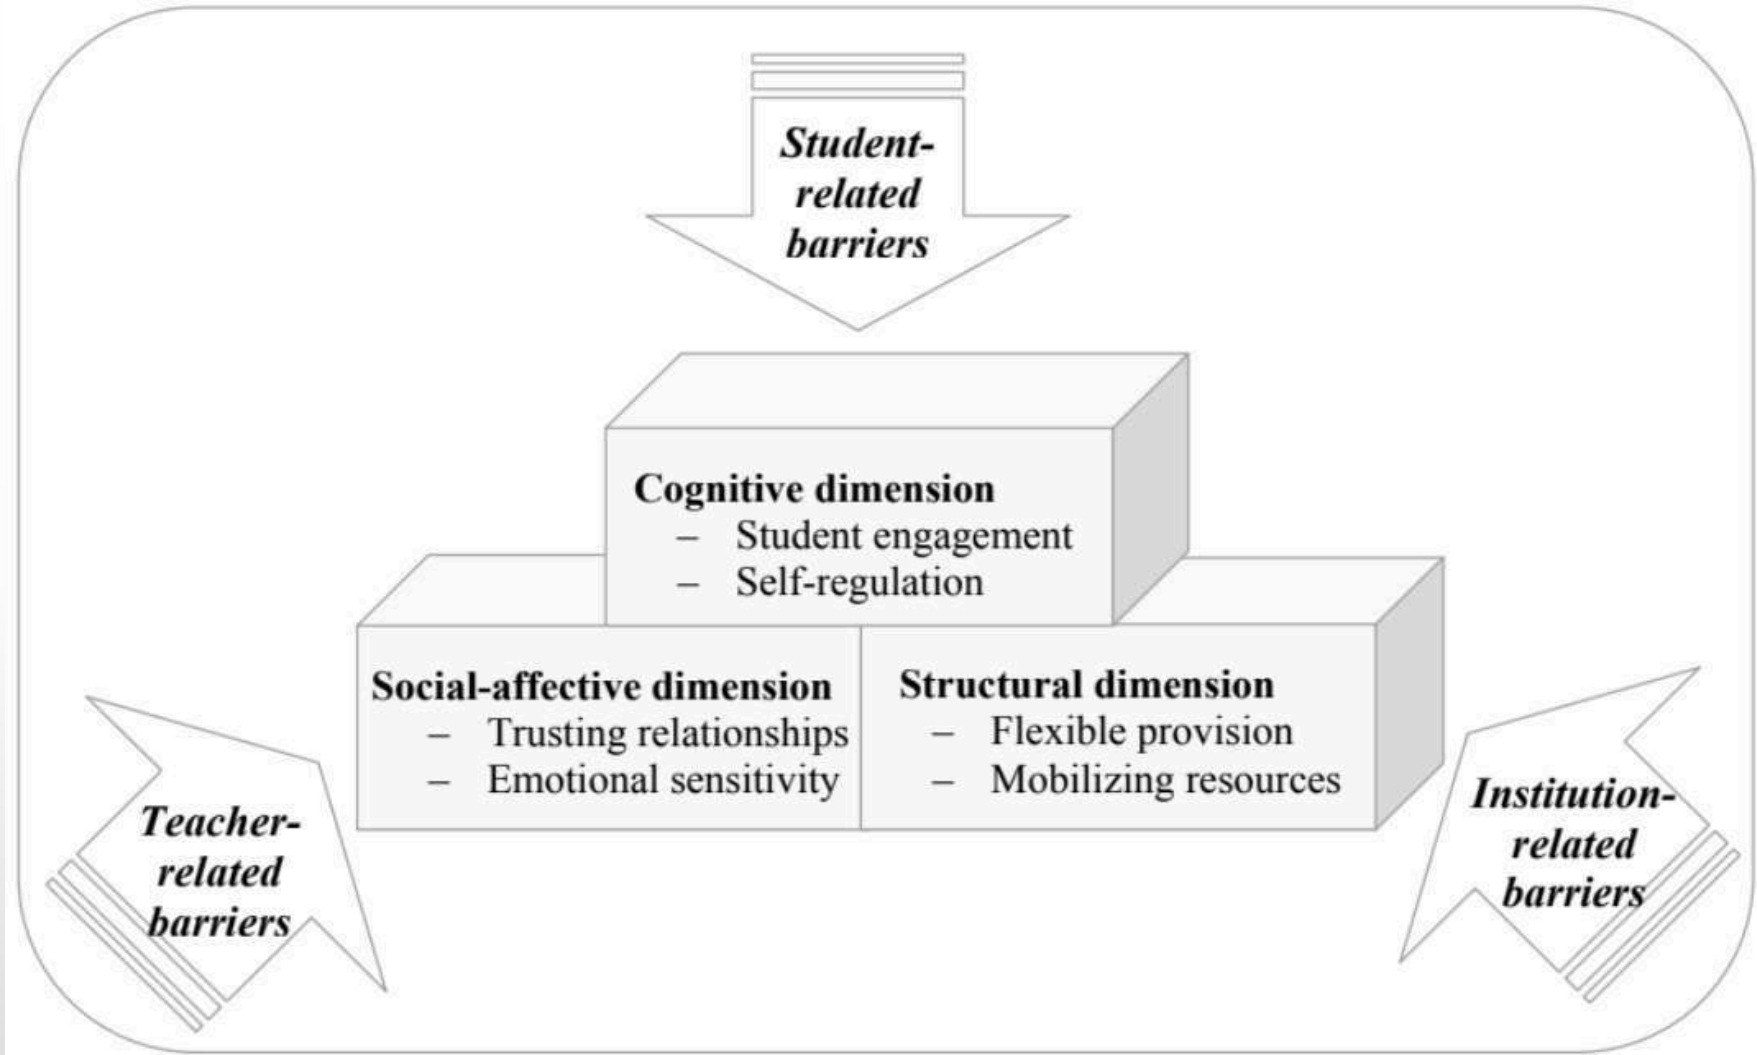 Student-
related
barriers
Cognitive dimension
– Student engagement
– Self-regulation
Social-affective dimension
– Trusting relationships
– Emotional sensitivity
Structural dimension
– Flexible provision
– Mobilizing resources
Teacher-
related
barriers
Institution-
related
barriers